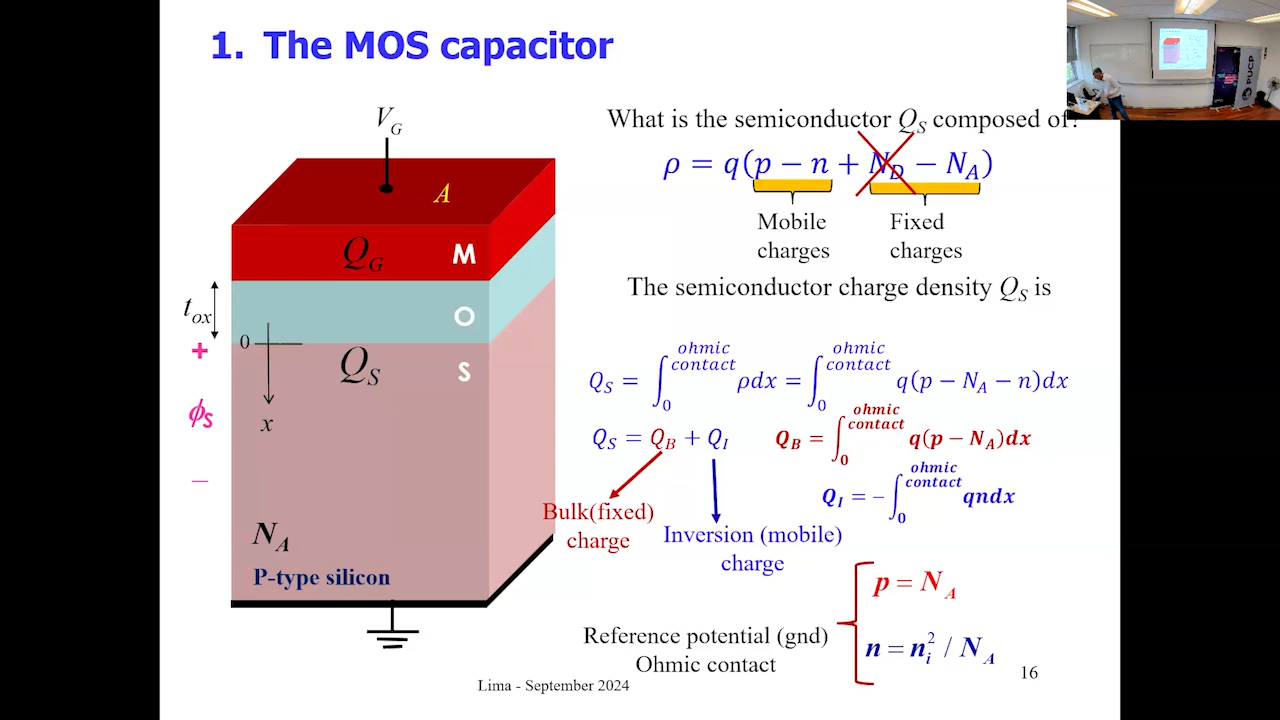 1. The MOS capacitor
V_G
A
Q_G
M
t_ox
O
0
Q_S
S
+
ϕ_S
−
x
N_A
P-type silicon
What is the semiconductor Q_S composed of?
ρ = q(p − n + N_D − N_A)
Mobile charges
Fixed charges
The semiconductor charge density Q_S is
Q_S = ∫_0^{ohmic contact} ρdx = ∫_0^{ohmic contact} q(p − N_A − n)dx
Q_S = Q_B + Q_I
Q_B = ∫_0^{ohmic contact} q(p − N_A)dx
Q_I = −∫_0^{ohmic contact} qndx
Bulk(fixed)
charge
Inversion (mobile)
charge
Reference potential (gnd)
Ohmic contact
p = N_A
n = n_i^2 / N_A
Lima - September 2024
16
PUCP